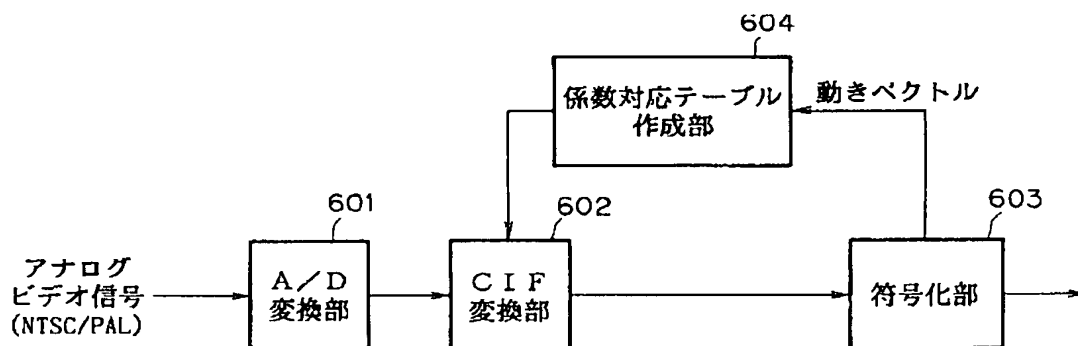 604
係数対応テーブル
作成部
動きベクトル
601
602
603
アナログ
ビデオ信号
(NTSC/PAL)
A/D
変換部
CIF
変換部
符号化部